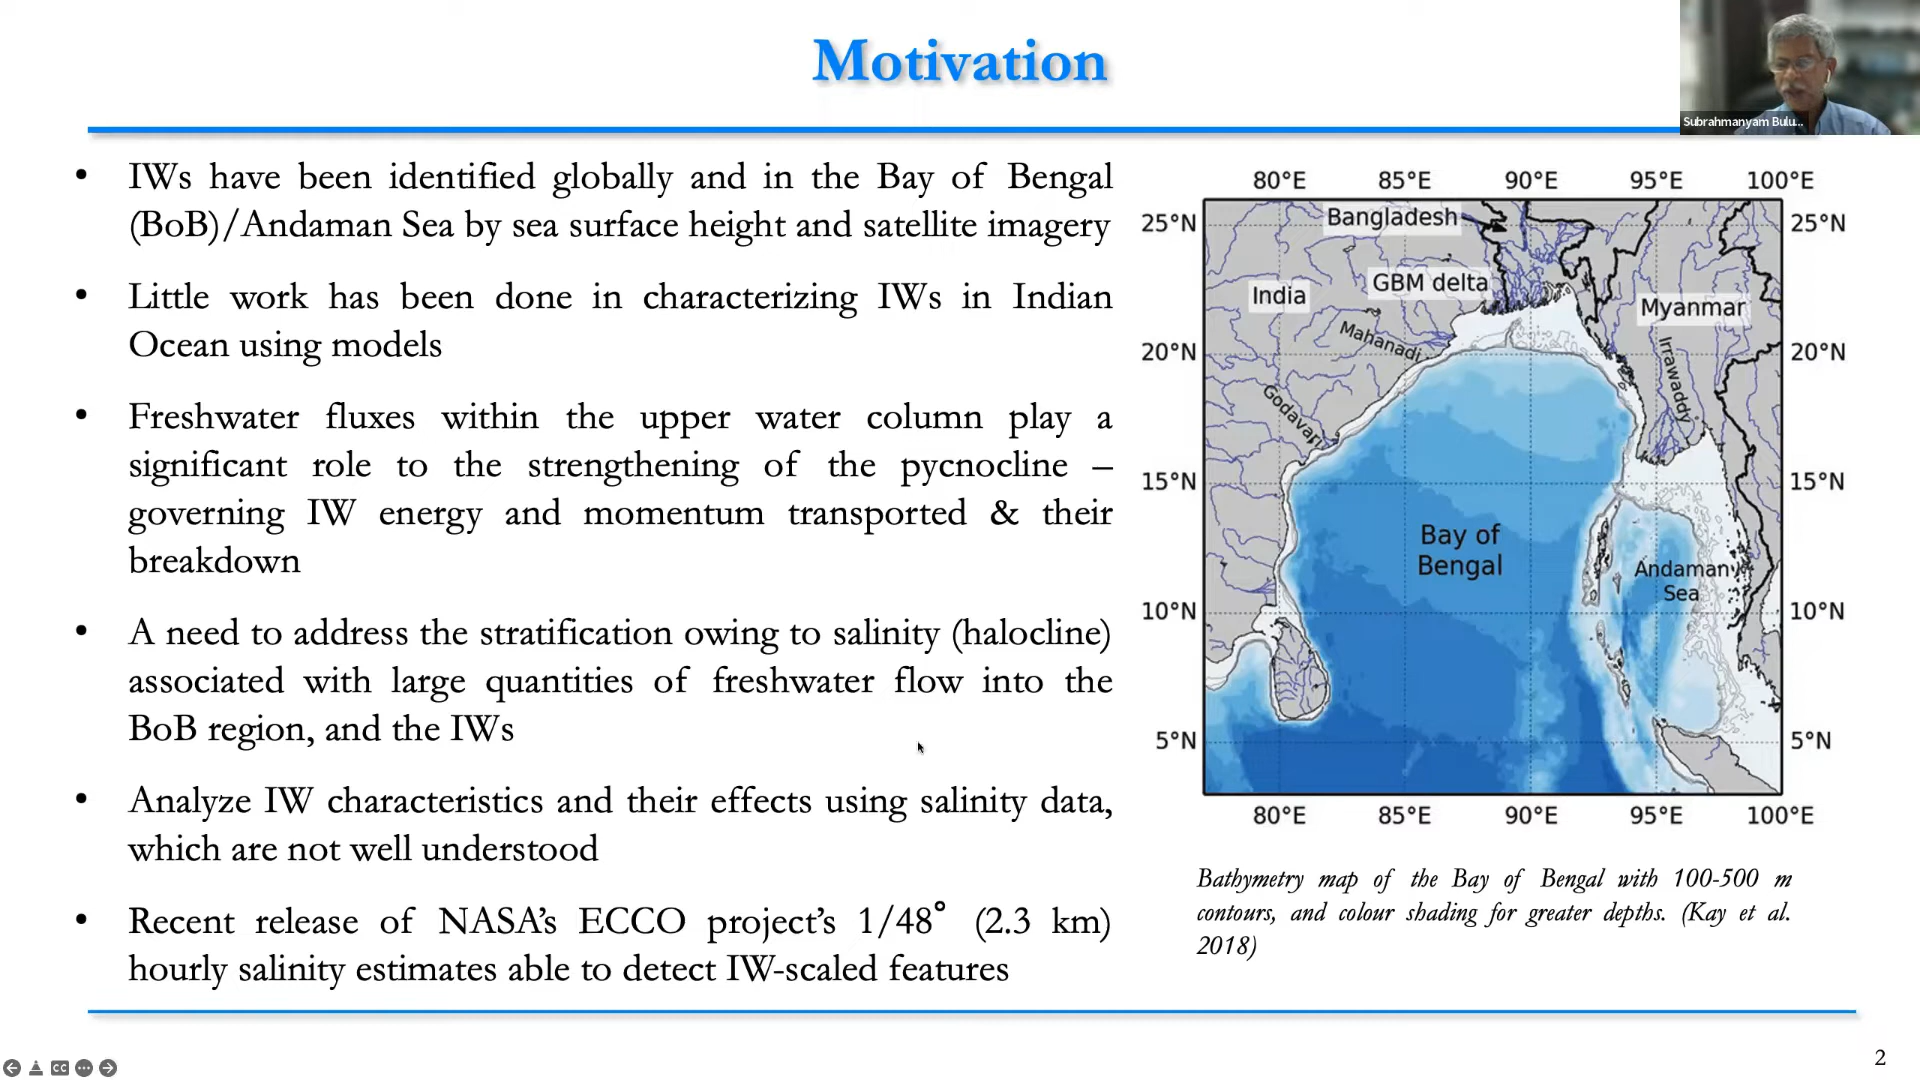 Motivation
Subrahmanyam Bulu...
• IWs have been identified globally and in the Bay of Bengal
(BoB)/Andaman Sea by sea surface height and satellite imagery
• Little work has been done in characterizing IWs in Indian
Ocean using models
• Freshwater fluxes within the upper water column play a
significant role to the strengthening of the pycnocline –
governing IW energy and momentum transported & their
breakdown
• A need to address the stratification owing to salinity (halocline)
associated with large quantities of freshwater flow into the
BoB region, and the IWs
• Analyze IW characteristics and their effects using salinity data,
which are not well understood
• Recent release of NASA’s ECCO project’s 1/48° (2.3 km)
hourly salinity estimates able to detect IW-scaled features
80°E 85°E 90°E 95°E 100°E
25°N 25°N
Bangladesh
GBM delta
India
Myanmar
Mahanadi
20°N 20°N
Irrawaddy
Godavari
15°N 15°N
Bay of
Bengal
Andaman
Sea
10°N 10°N
5°N 5°N
80°E 85°E 90°E 95°E 100°E
Bathymetry map of the Bay of Bengal with 100-500 m
contours, and colour shading for greater depths. (Kay et al.
2018)
CC
2